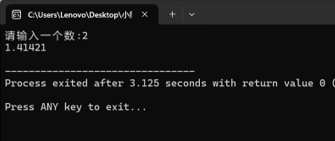 C:\Users\Lenovo\Desktop\小
请输入一个数:2
1.41421
--------------------------------
Process exited after 3.125 seconds with return value 0 (
Press ANY key to exit...